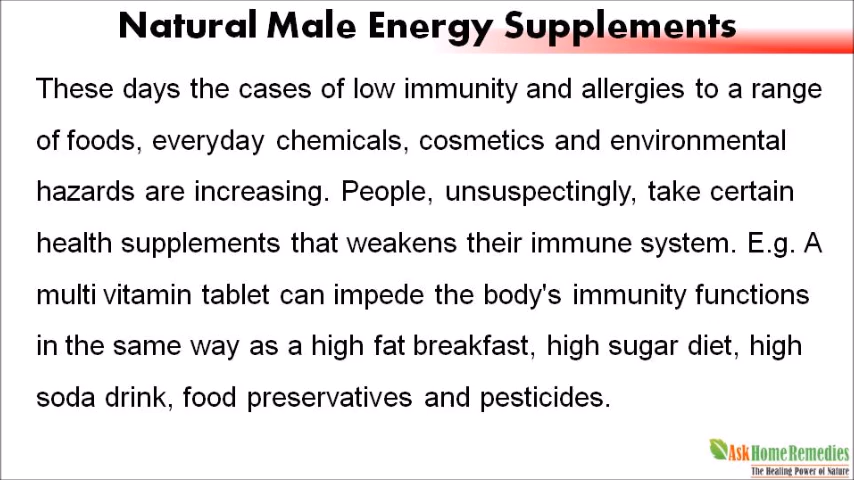 Natural Male Energy Supplements
These days the cases of low immunity and allergies to a range
of foods, everyday chemicals, cosmetics and environmental
hazards are increasing. People, unsuspectingly, take certain
health supplements that weakens their immune system. E.g. A
multi vitamin tablet can impede the body's immunity functions
in the same way as a high fat breakfast, high sugar diet, high
soda drink, food preservatives and pesticides.
AskHomeRemedies
The Healing Power of Nature